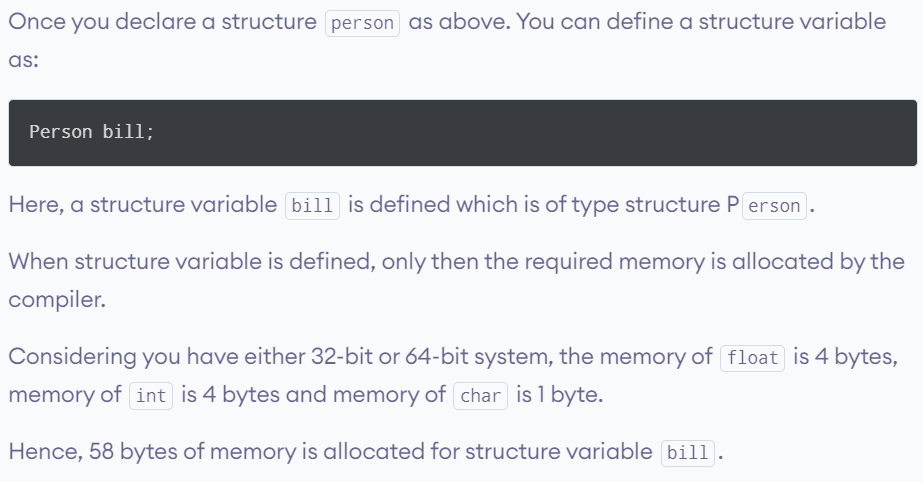 Once you declare a structure person as above. You can define a structure variable
as:
Person bill;
Here, a structure variable bill is defined which is of type structure P erson .
When structure variable is defined, only then the required memory is allocated by the
compiler.
Considering you have either 32-bit or 64-bit system, the memory of float is 4 bytes,
memory of int is 4 bytes and memory of char is 1 byte.
Hence, 58 bytes of memory is allocated for structure variable bill .